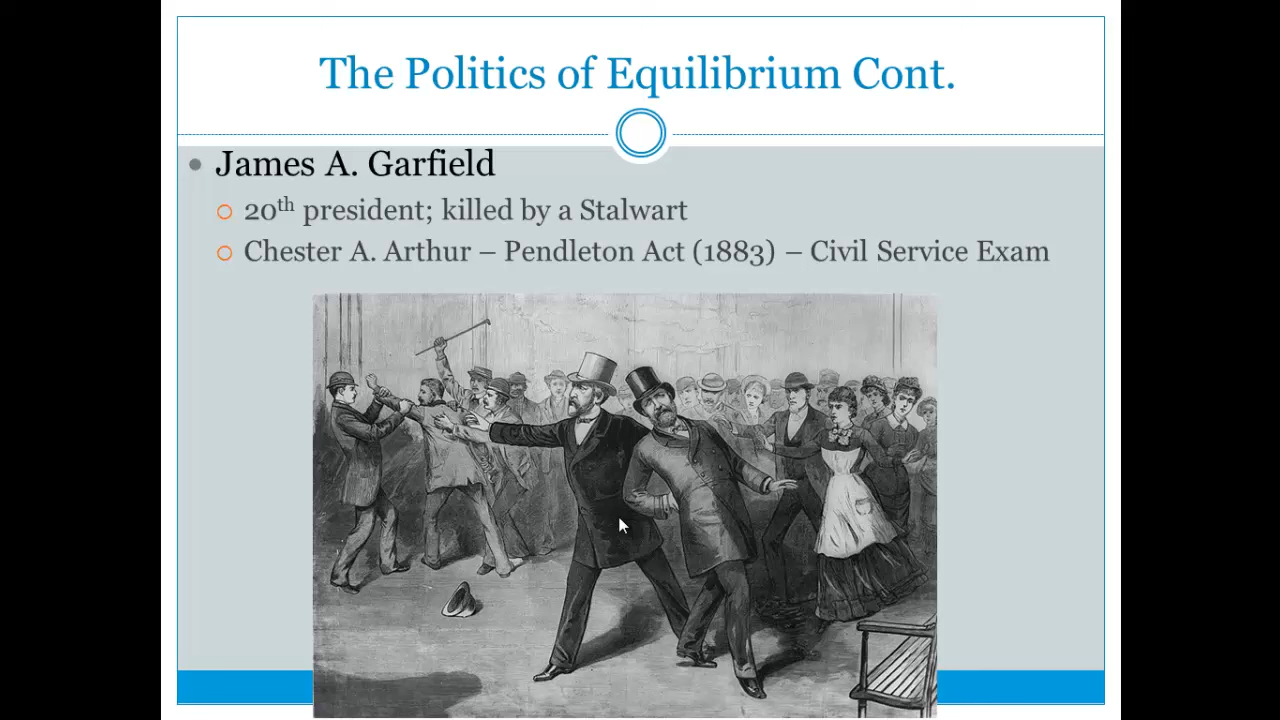 The Politics of Equilibrium Cont.
James A. Garfield
20th president; killed by a Stalwart
Chester A. Arthur – Pendleton Act (1883) – Civil Service Exam